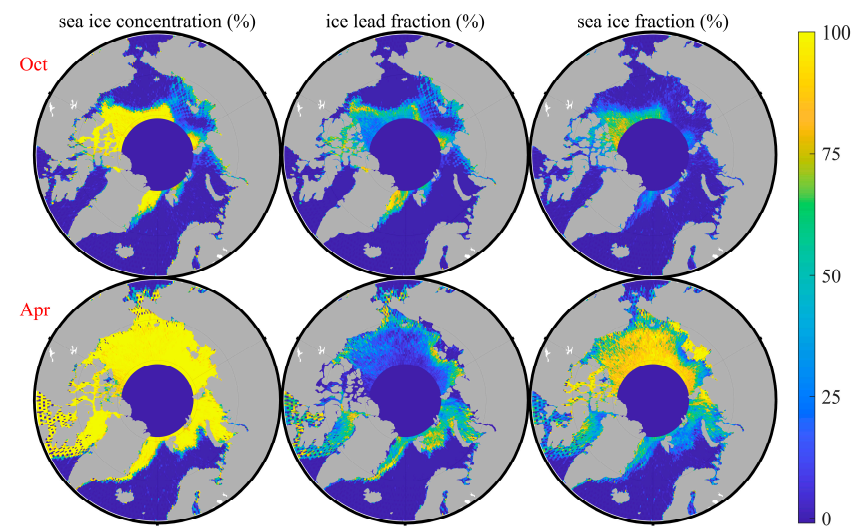 sea ice concentration (%)
ice lead fraction (%)
sea ice fraction (%)
Oct
Apr
100
75
50
25
0